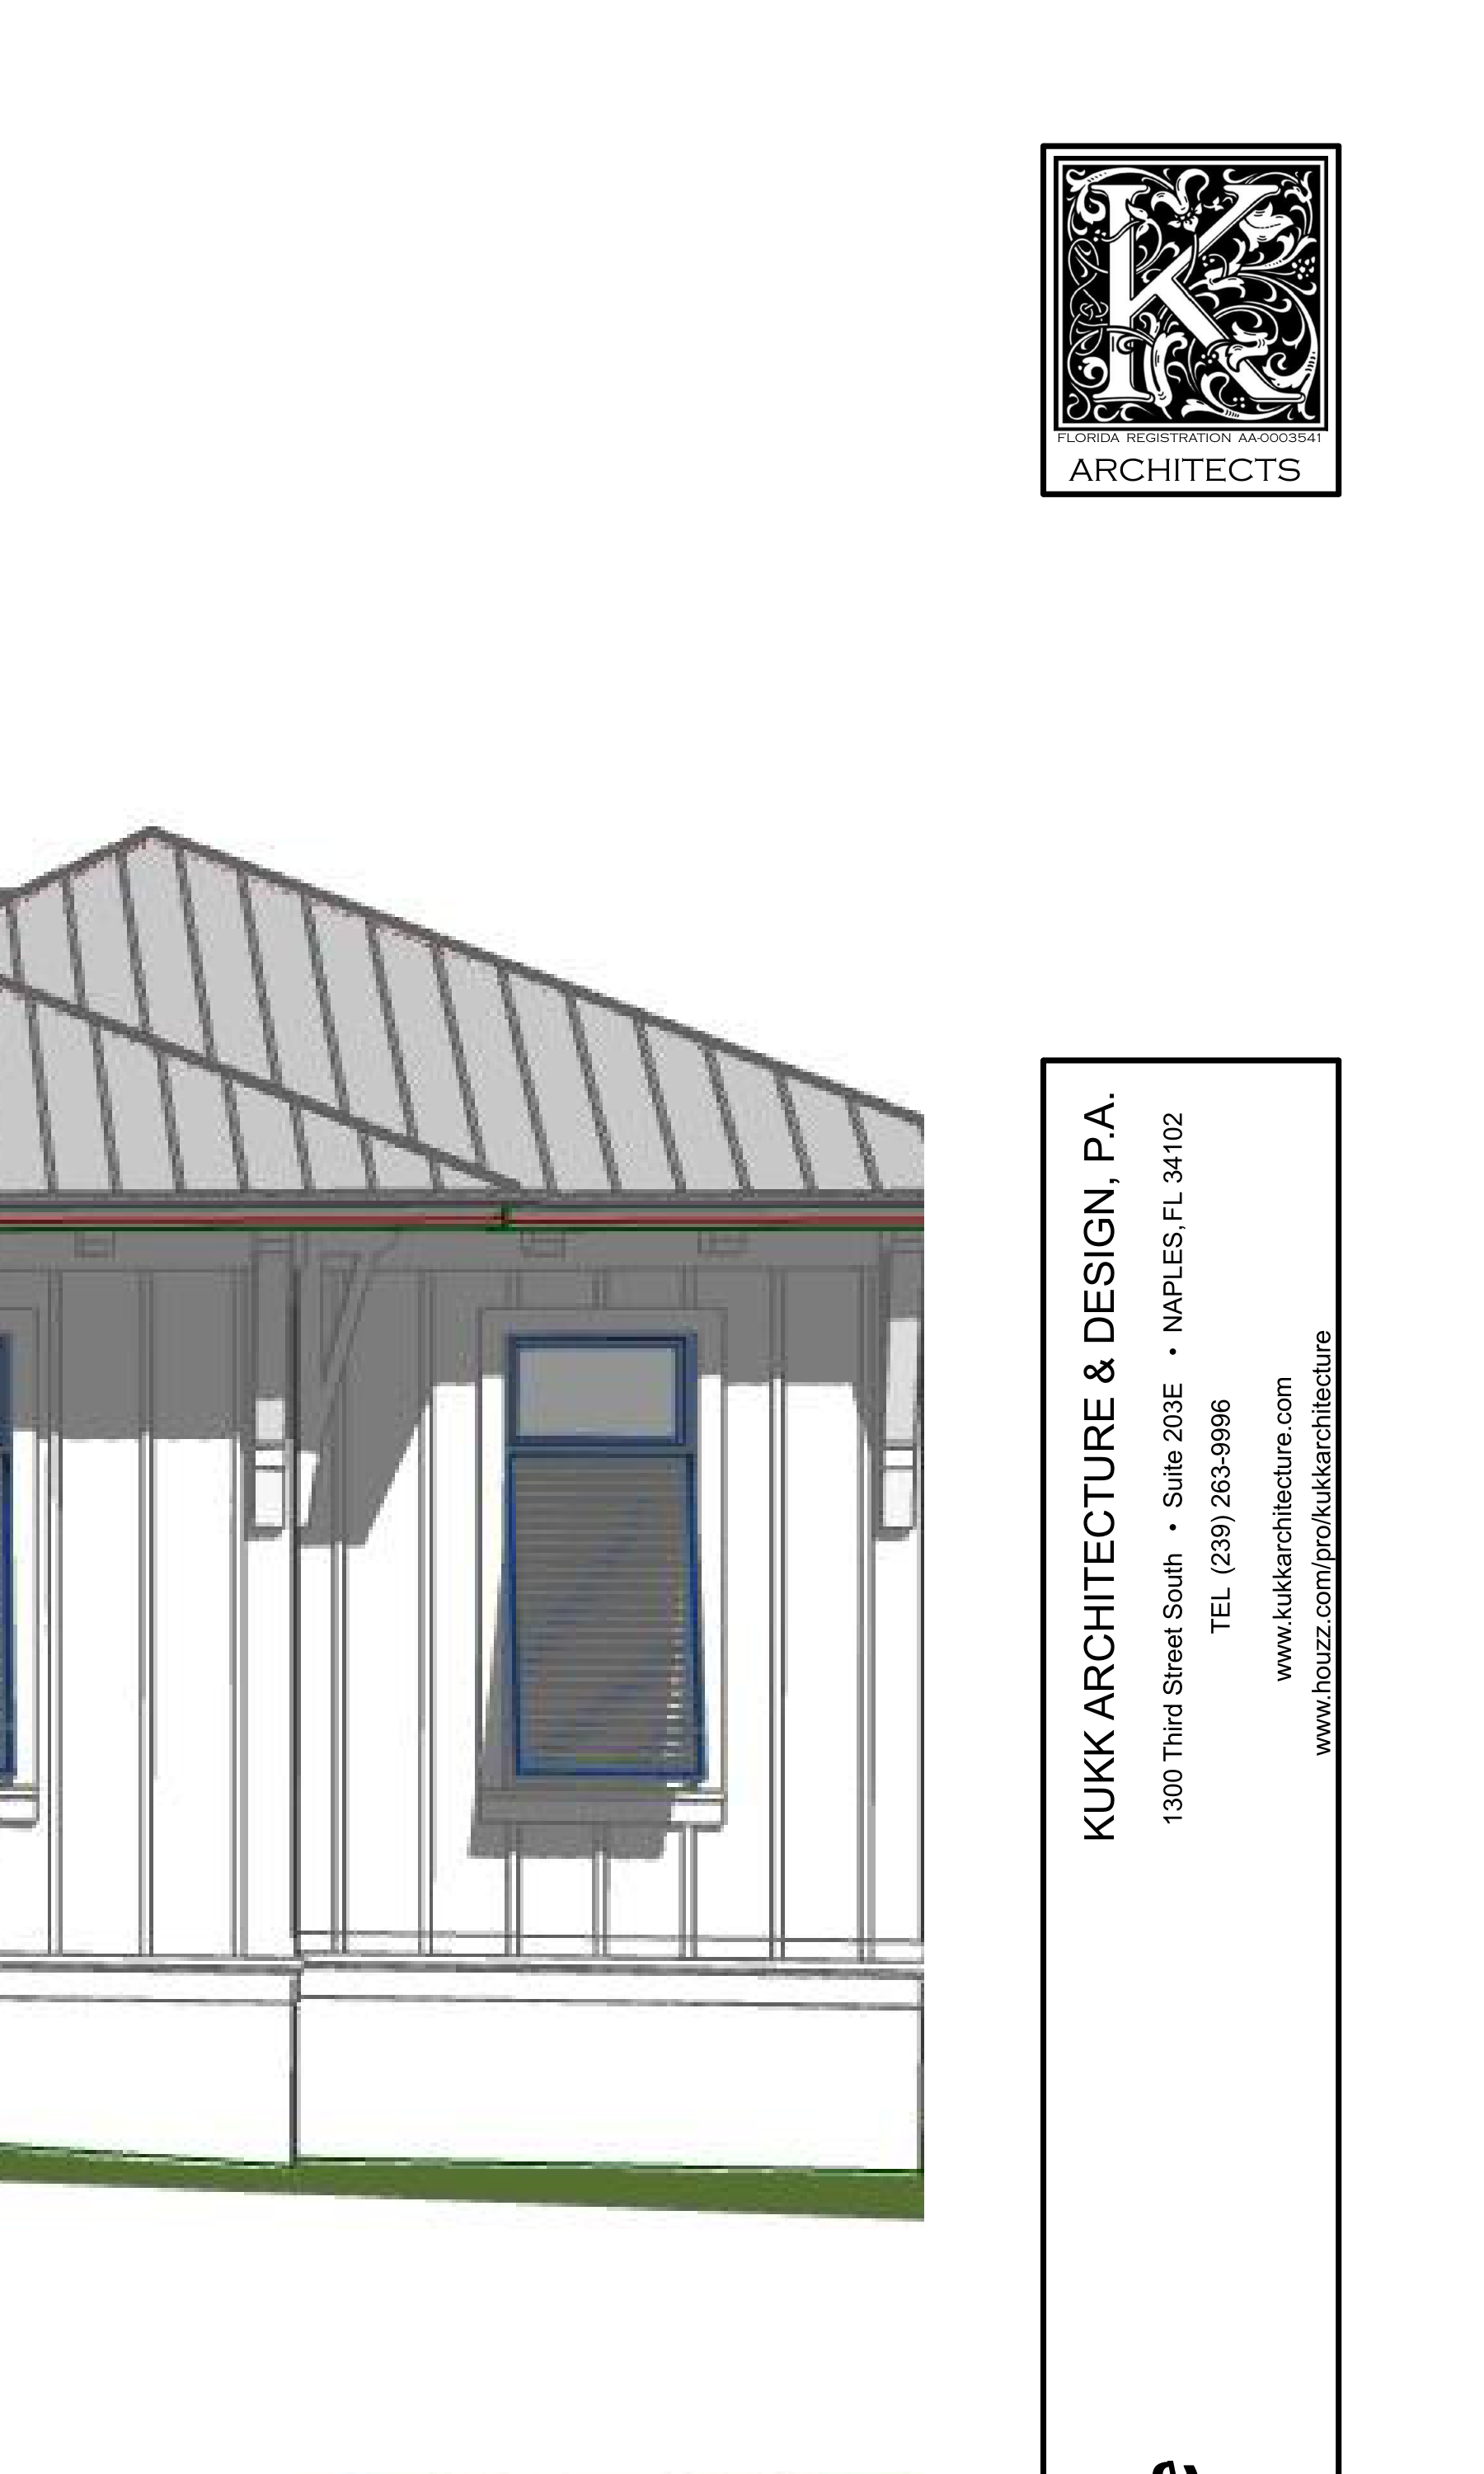 K
FLORIDA REGISTRATION AA-0003541
ARCHITECTS
KUKK ARCHITECTURE & DESIGN, P.A.
1300 Third Street South • Suite 203E • NAPLES, FL 34102
TEL (239) 263-9996
www.kukkarchitecture.com
www.houzz.com/pro/kukkarchitecture